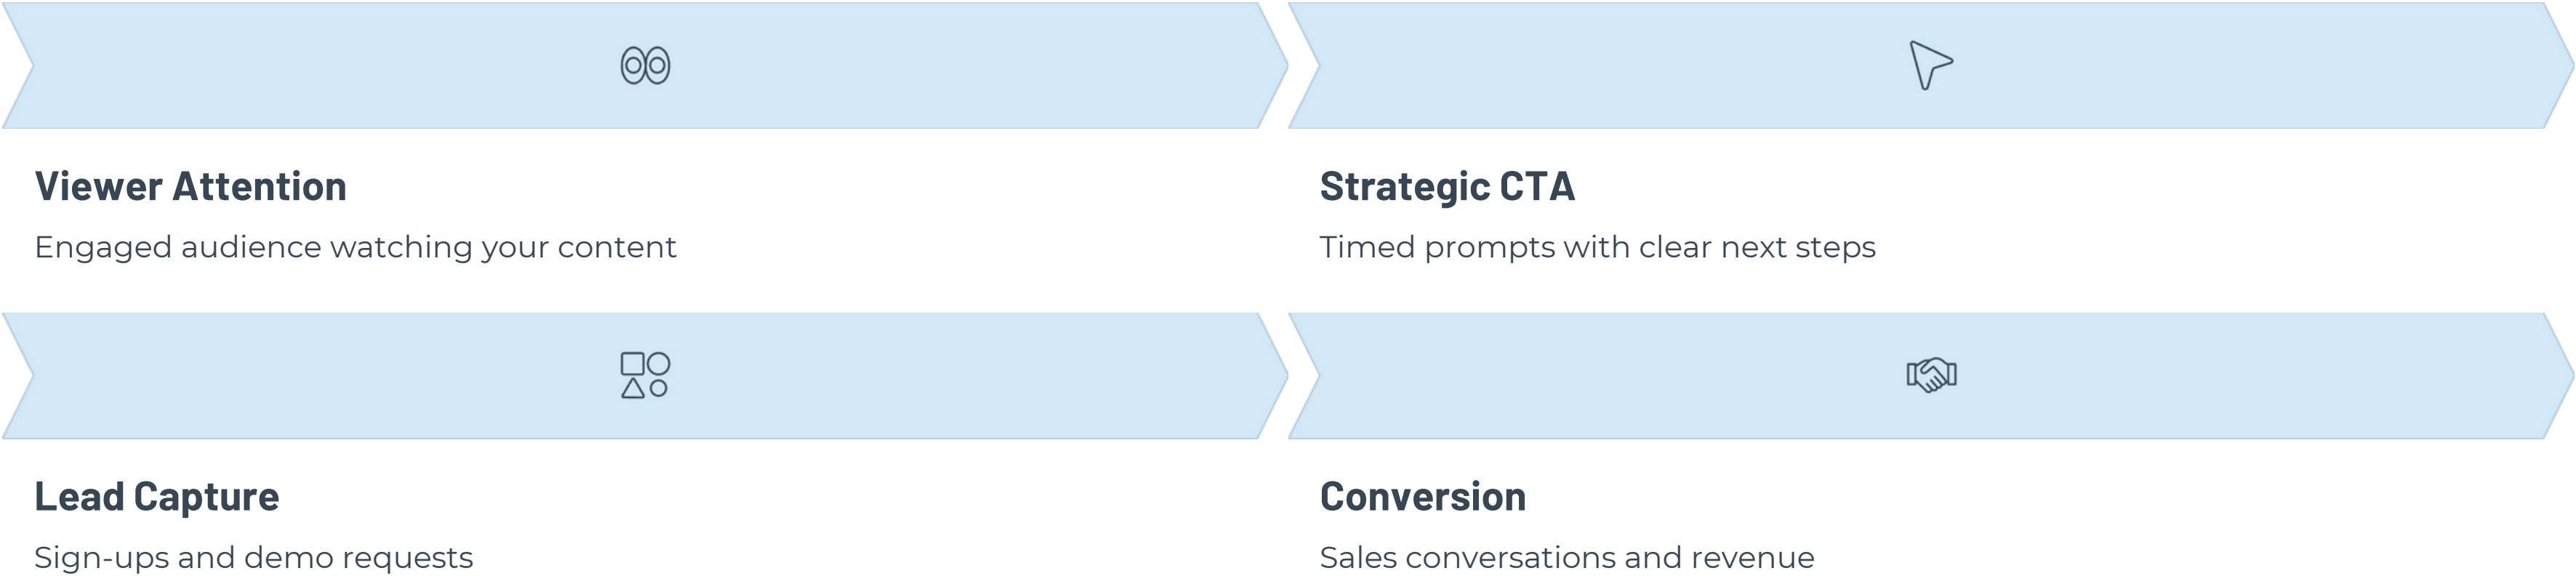 Viewer Attention
Engaged audience watching your content
Strategic CTA
Timed prompts with clear next steps
Lead Capture
Sign-ups and demo requests
Conversion
Sales conversations and revenue